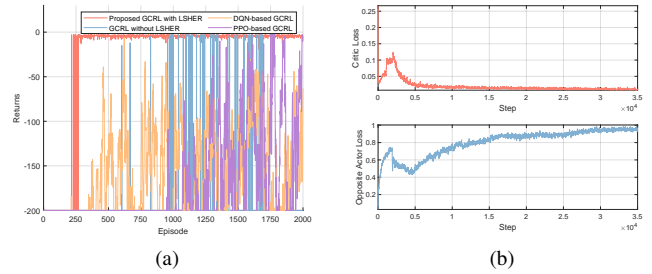 Proposed GCRL with LSHER
DQN-based GCRL
GCRL without LSHER
PPO-based GCRL
0
-50
-100
-150
-200
Returns
0 250 500 750 1000 1250 1500 1750 2000
Episode
(a)
0.25
0.2
0.15
0.1
0.05
Critic Loss
0 0.5 1 1.5 2 2.5 3 3.5
Step
×10⁴
1
0.8
0.6
0.4
0.2
0
Opposite Actor Loss
0 0.5 1 1.5 2 2.5 3 3.5
Step
×10⁴
(b)